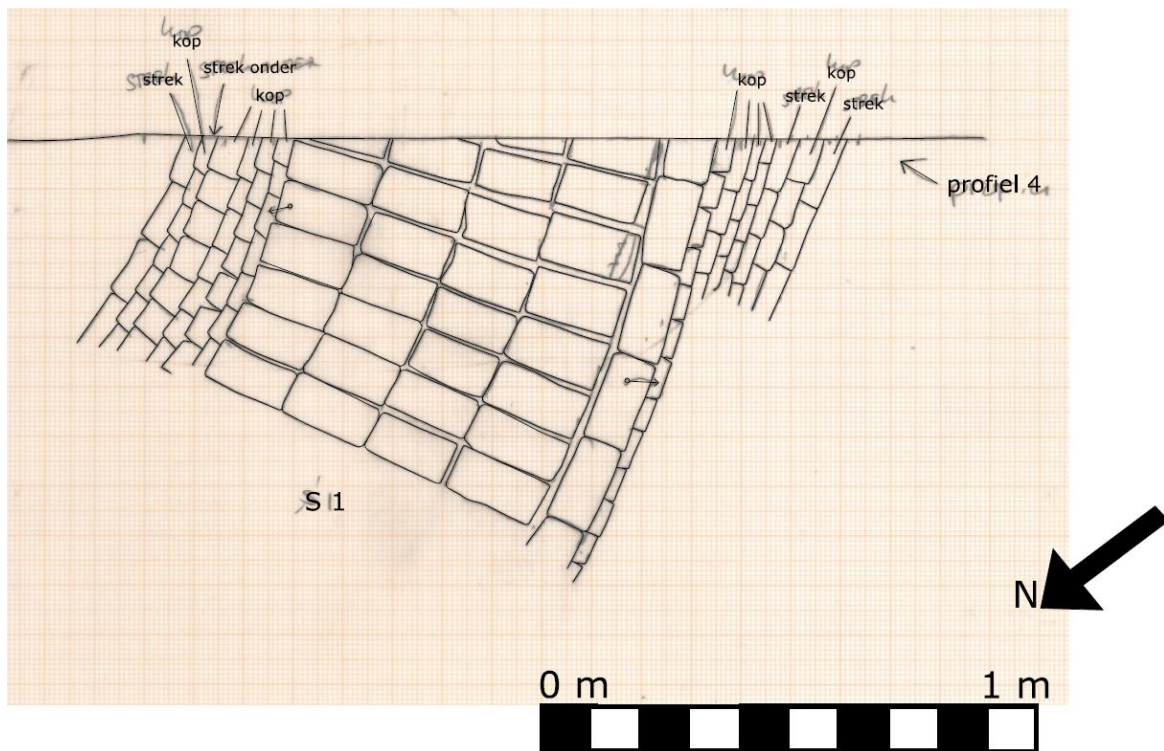 kop
strek
strek onder
kop
kop
strek
kop
strek
profiel 4
S 1
N
0 m 1 m